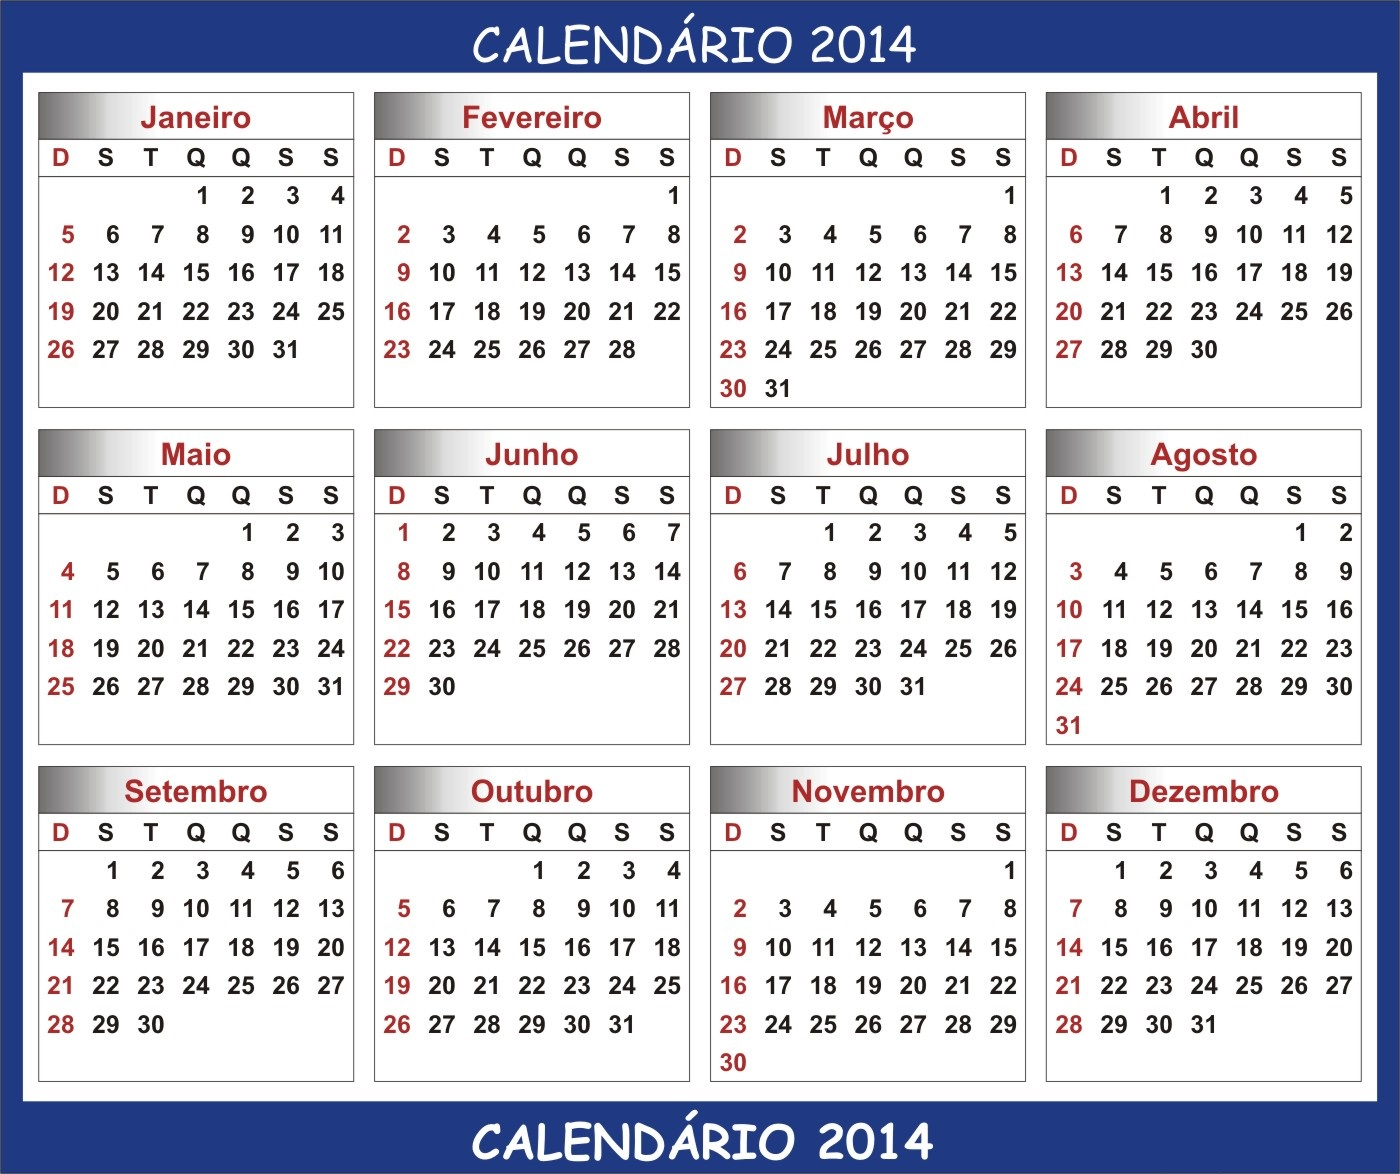 CALENDÁRIO 2014
Janeiro
D S T Q Q S S
1 2 3 4
5 6 7 8 9 10 11
12 13 14 15 16 17 18
19 20 21 22 23 24 25
26 27 28 29 30 31
Fevereiro
D S T Q Q S S
1
2 3 4 5 6 7 8
9 10 11 12 13 14 15
16 17 18 19 20 21 22
23 24 25 26 27 28
Março
D S T Q Q S S
1
2 3 4 5 6 7 8
9 10 11 12 13 14 15
16 17 18 19 20 21 22
23 24 25 26 27 28 29
30 31
Abril
D S T Q Q S S
1 2 3 4 5
6 7 8 9 10 11 12
13 14 15 16 17 18 19
20 21 22 23 24 25 26
27 28 29 30
Maio
D S T Q Q S S
1 2 3
4 5 6 7 8 9 10
11 12 13 14 15 16 17
18 19 20 21 22 23 24
25 26 27 28 29 30 31
Junho
D S T Q Q S S
1 2 3 4 5 6 7
8 9 10 11 12 13 14
15 16 17 18 19 20 21
22 23 24 25 26 27 28
29 30
Julho
D S T Q Q S S
1 2 3 4 5
6 7 8 9 10 11 12
13 14 15 16 17 18 19
20 21 22 23 24 25 26
27 28 29 30 31
Agosto
D S T Q Q S S
1 2
3 4 5 6 7 8 9
10 11 12 13 14 15 16
17 18 19 20 21 22 23
24 25 26 27 28 29 30
31
Setembro
D S T Q Q S S
1 2 3 4 5 6
7 8 9 10 11 12 13
14 15 16 17 18 19 20
21 22 23 24 25 26 27
28 29 30
Outubro
D S T Q Q S S
1 2 3 4
5 6 7 8 9 10 11
12 13 14 15 16 17 18
19 20 21 22 23 24 25
26 27 28 29 30 31
Novembro
D S T Q Q S S
1
2 3 4 5 6 7 8
9 10 11 12 13 14 15
16 17 18 19 20 21 22
23 24 25 26 27 28 29
30
Dezembro
D S T Q Q S S
1 2 3 4 5 6
7 8 9 10 11 12 13
14 15 16 17 18 19 20
21 22 23 24 25 26 27
28 29 30 31
CALENDÁRIO 2014